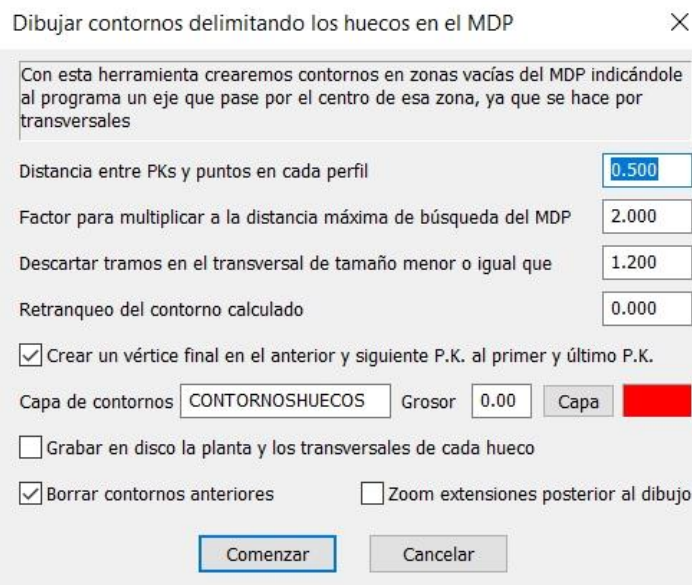 Dibujar contornos delimitando los huecos en el MDP
Con esta herramienta crearemos contornos en zonas vacías del MDP indicándole
al programa un eje que pase por el centro de esa zona, ya que se hace por
transversales
Distancia entre PKs y puntos en cada perfil 0.500
Factor para multiplicar a la distancia máxima de búsqueda del MDP 2.000
Descartar tramos en el transversal de tamaño menor o igual que 1.200
Retranqueo del contorno calculado 0.000
Crear un vértice final en el anterior y siguiente P.K. al primer y último P.K.
Capa de contornos CONTORNOSHUECOS Grosor 0.00 Capa
Grabar en disco la planta y los transversales de cada hueco
Borrar contornos anteriores Zoom extensiones posterior al dibujo
Comenzar Cancelar